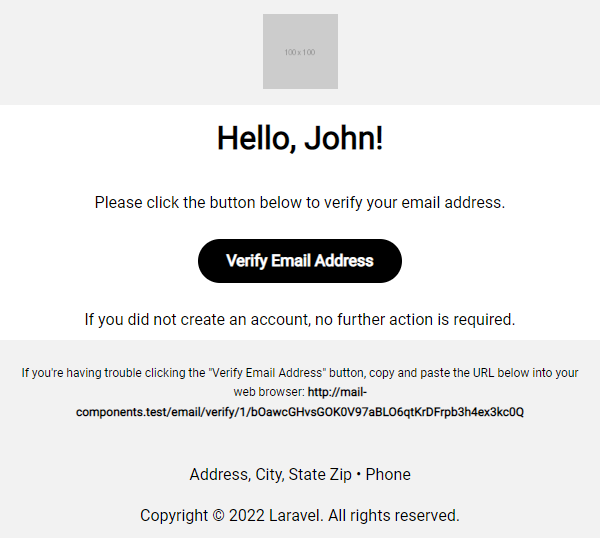 100 x 100
Hello, John!
Please click the button below to verify your email address.
Verify Email Address
If you did not create an account, no further action is required.
If you're having trouble clicking the "Verify Email Address" button, copy and paste the URL below into your
web browser: http://mail-
components.test/email/verify/1/bOawcGHvsGOK0V97aBLO6qtKrDFrpb3h4ex3kc0Q
Address, City, State Zip • Phone
Copyright © 2022 Laravel. All rights reserved.